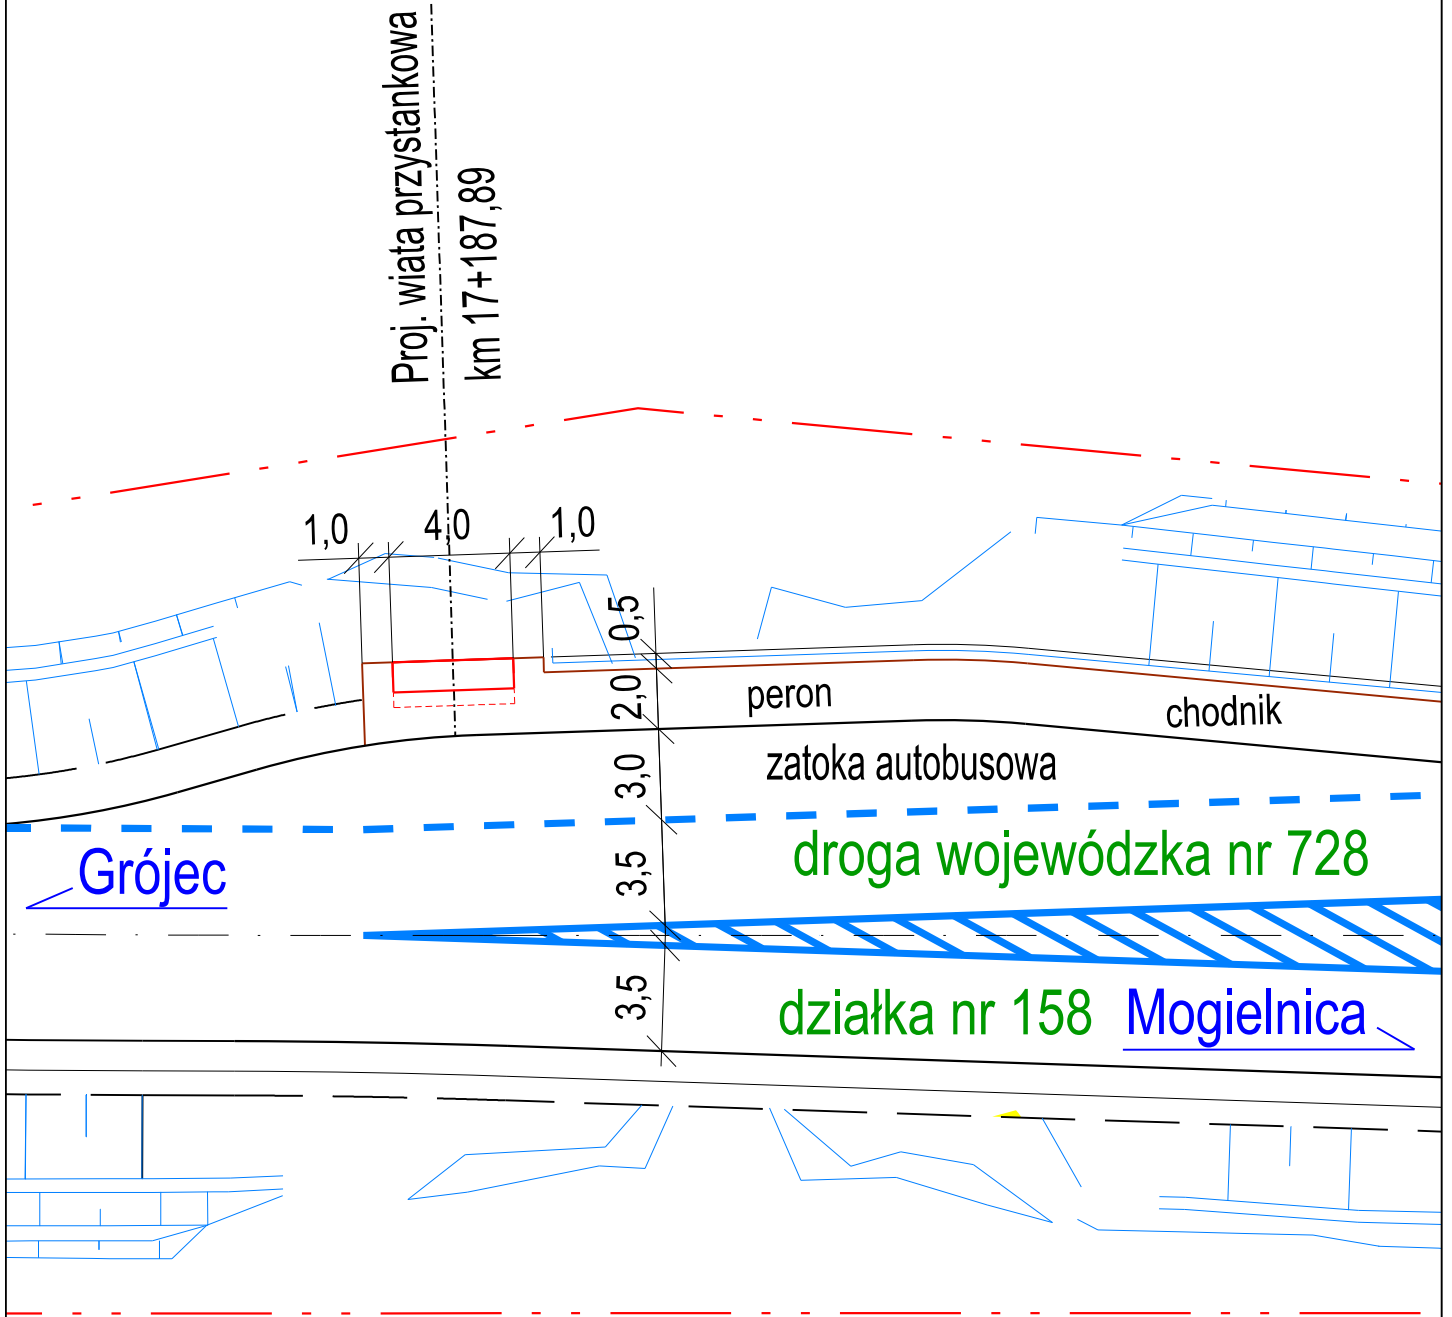 Proj. wiata przystankowa
km 17+187,89
1,0
4,0
1,0
0,5
2,0
peron
chodnik
3,0
zatoka autobusowa
Grójec
3,5
droga wojewódzka nr 728
3,5
działka nr 158
Mogielnica